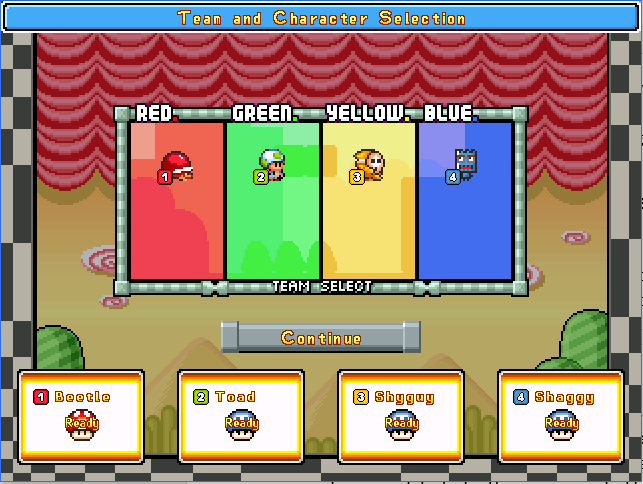 Team and Character Selection
RED. GREEN. YELLOW. BLUE.
1 2 3 4
TEAM SELECT
Continue
1 Beetle 2 Toad 3 Shyguy 4 Shaggy
Ready Ready Ready Ready